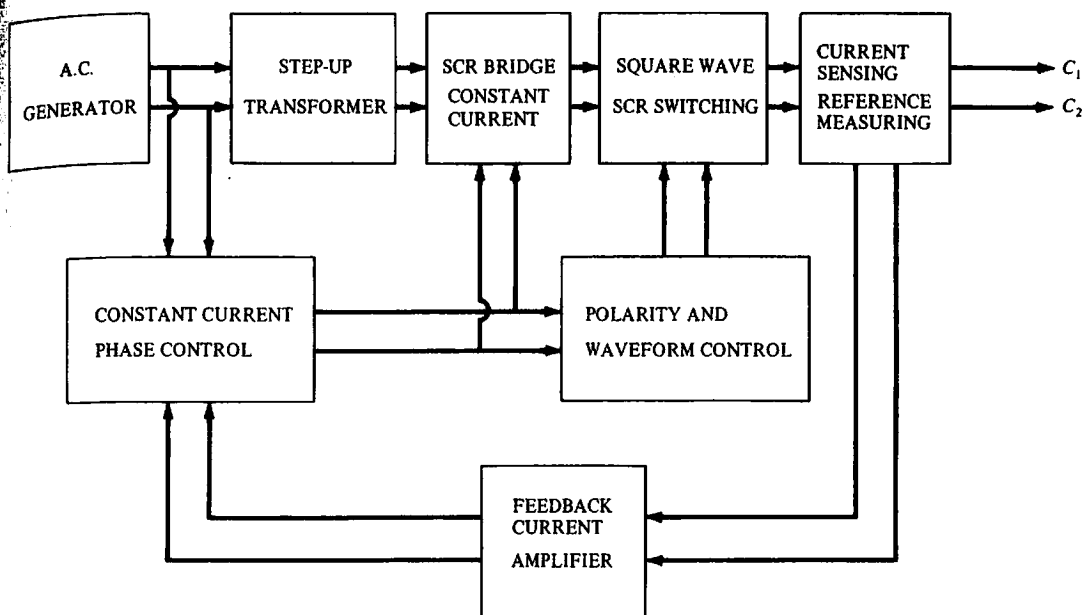 A.C.
GENERATOR
STEP-UP
TRANSFORMER
SCR BRIDGE
CONSTANT
CURRENT
SQUARE WAVE
SCR SWITCHING
CURRENT
SENSING
REFERENCE
MEASURING
C₁
C₂
CONSTANT CURRENT
PHASE CONTROL
POLARITY AND
WAVEFORM CONTROL
FEEDBACK
CURRENT
AMPLIFIER